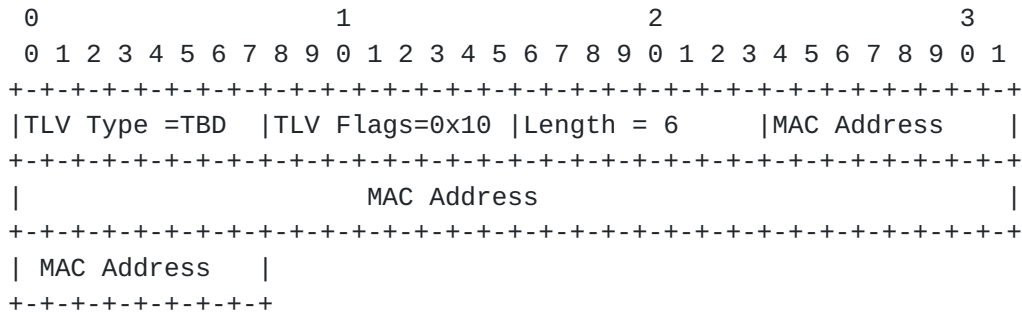 0                   1                   2                   3
 0 1 2 3 4 5 6 7 8 9 0 1 2 3 4 5 6 7 8 9 0 1 2 3 4 5 6 7 8 9 0 1
+-+-+-+-+-+-+-+-+-+-+-+-+-+-+-+-+-+-+-+-+-+-+-+-+-+-+-+-+-+-+-+-+
|TLV Type =TBD  |TLV Flags=0x10 |Length = 6     |MAC Address    |
+-+-+-+-+-+-+-+-+-+-+-+-+-+-+-+-+-+-+-+-+-+-+-+-+-+-+-+-+-+-+-+-+
|                      MAC Address                              |
+-+-+-+-+-+-+-+-+-+-+-+-+-+-+-+-+-+-+-+-+-+-+-+-+-+-+-+-+-+-+-+-+
| MAC Address   |
+-+-+-+-+-+-+-+-+